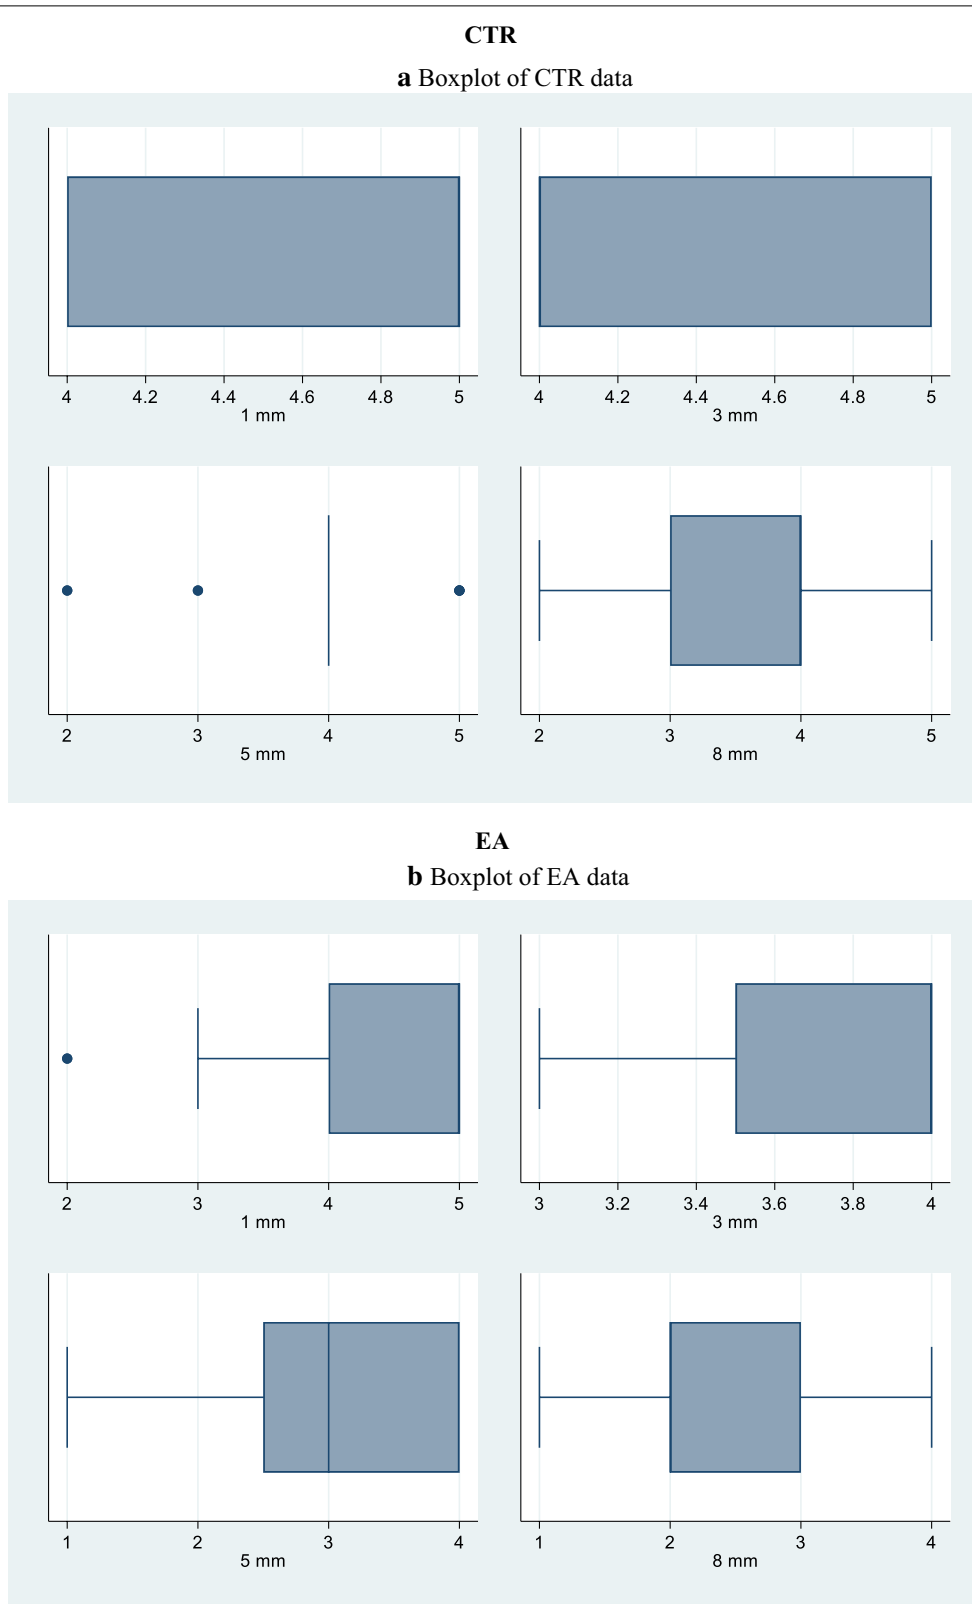 CTR
a Boxplot of CTR data
4 4.2 4.4 4.6 4.8 5
1 mm
4 4.2 4.4 4.6 4.8 5
3 mm
2 3 4 5
5 mm
2 3 4 5
8 mm
EA
b Boxplot of EA data
2 3 4 5
1 mm
3 3.2 3.4 3.6 3.8 4
3 mm
1 2 3 4
5 mm
1 2 3 4
8 mm